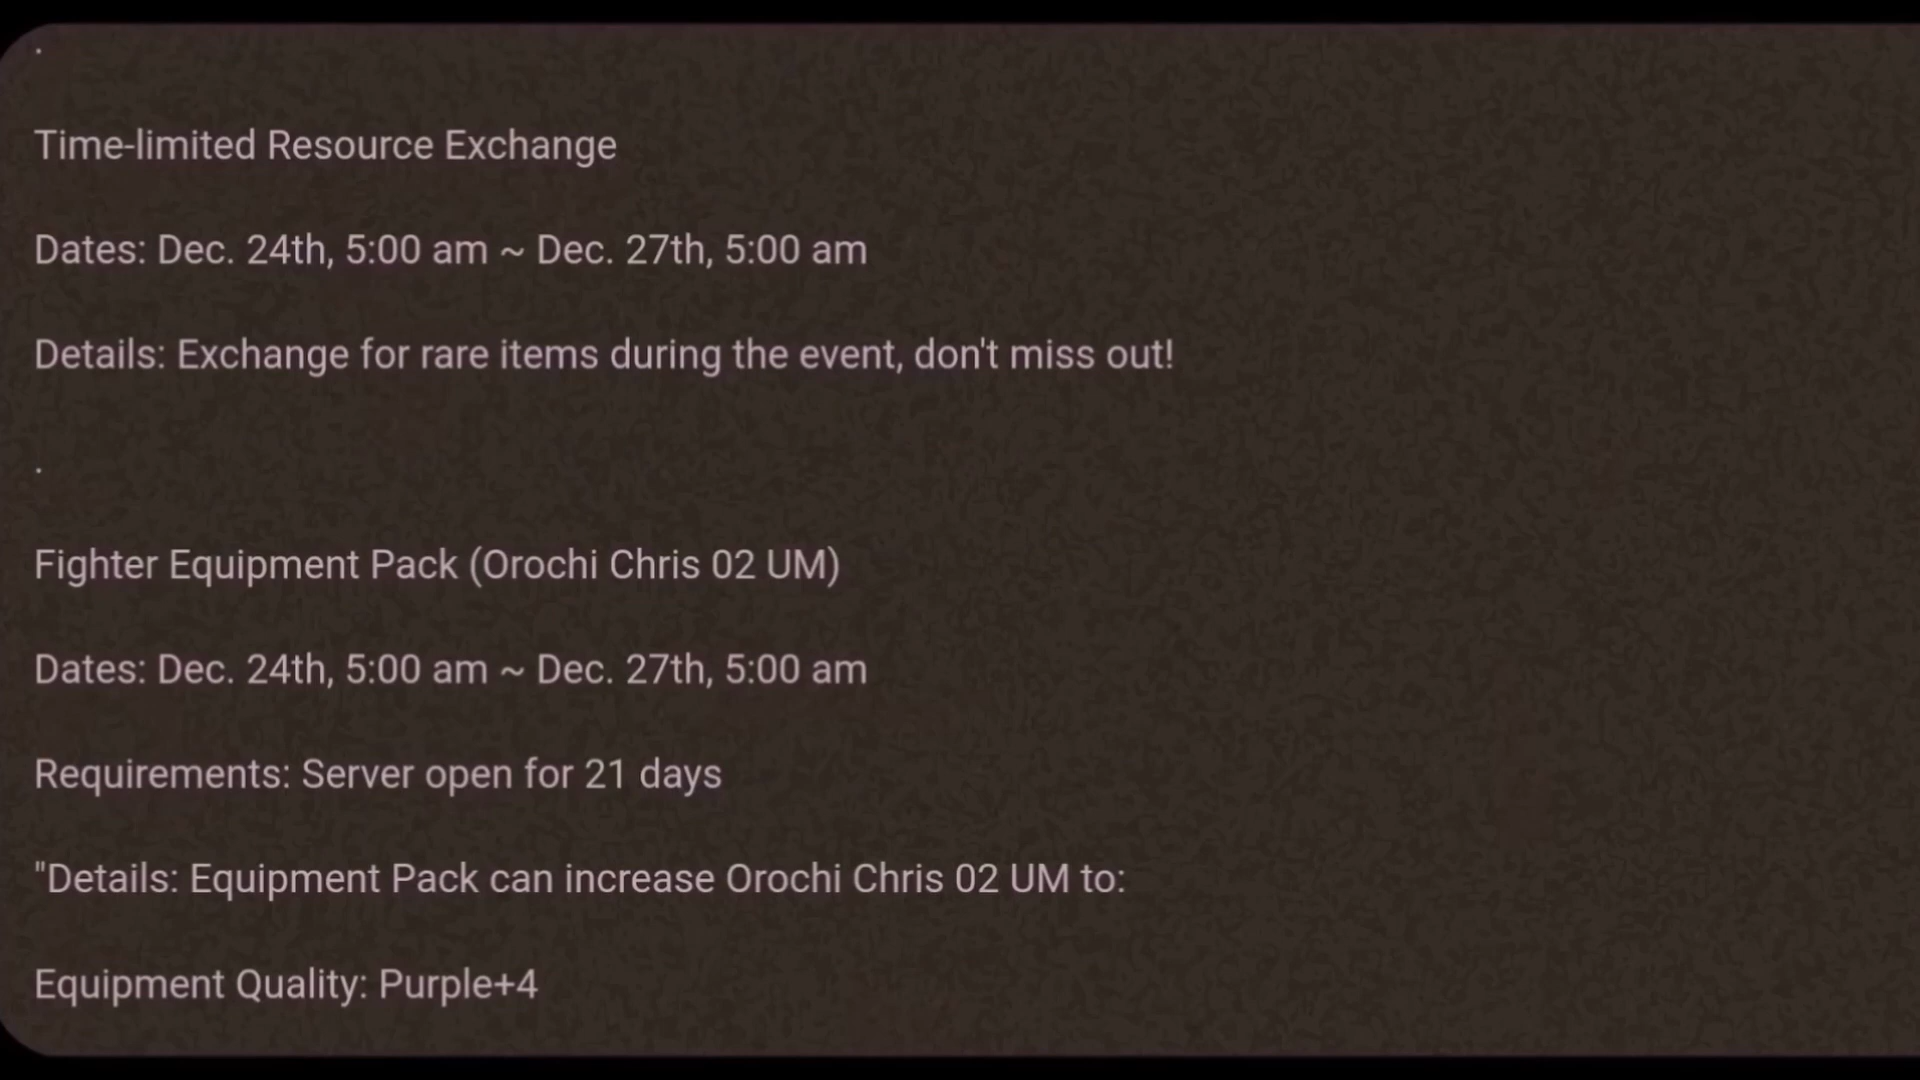 .
Time-limited Resource Exchange
Dates: Dec. 24th, 5:00 am ~ Dec. 27th, 5:00 am
Details: Exchange for rare items during the event, don't miss out!
.
Fighter Equipment Pack (Orochi Chris 02 UM)
Dates: Dec. 24th, 5:00 am ~ Dec. 27th, 5:00 am
Requirements: Server open for 21 days
"Details: Equipment Pack can increase Orochi Chris 02 UM to:
Equipment Quality: Purple+4